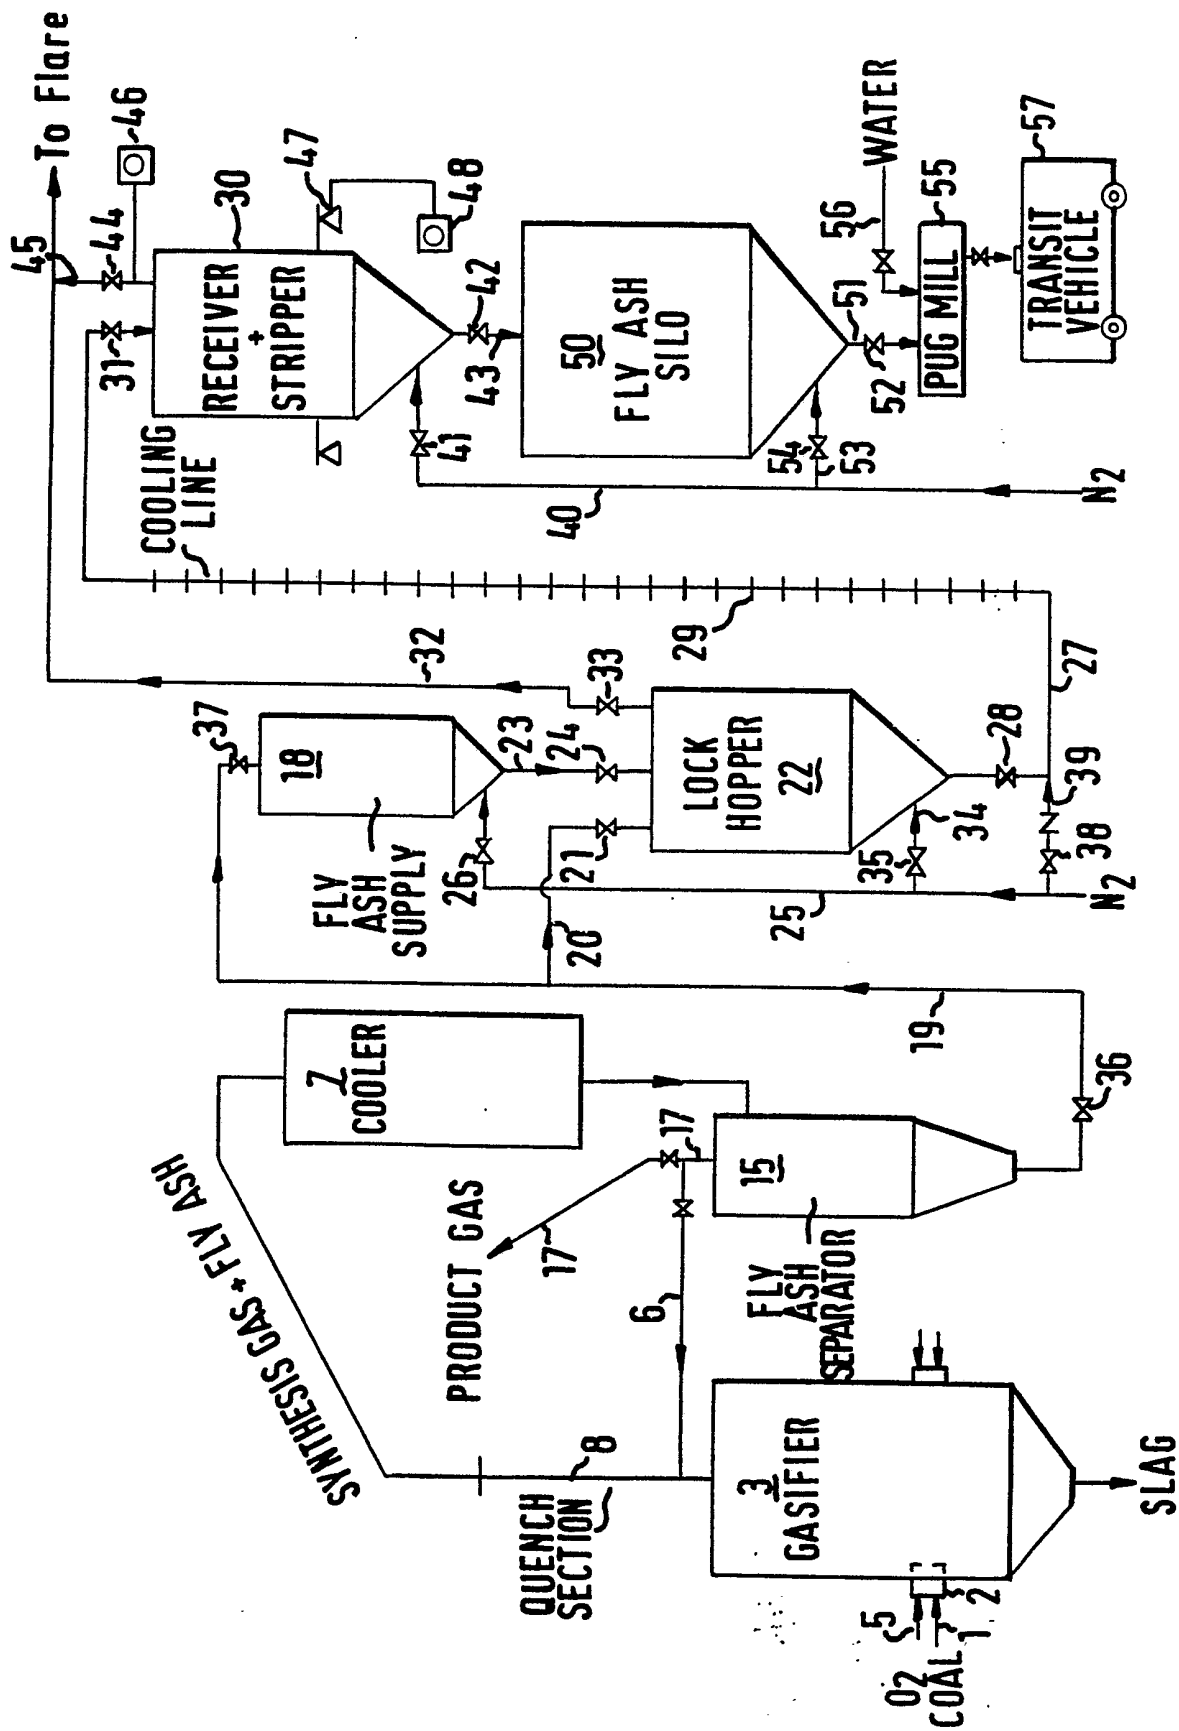 To Flare
45
44
46
31
RECEIVER
+
STRIPPER
30
47
48
COOLING
LINE
41
42
43
50
FLY ASH
SILO
40
54
53
52
51
56
WATER
PUG MILL
55
TRANSIT
VEHICLE
57
N2
32
29
27
37
18
FLY
ASH
SUPPLY
23
24
33
26
21
20
LOCK
HOPPER
22
25
35
34
28
39
38
N2
19
36
7
COOLER
SYNTHESIS GAS + FLY ASH
PRODUCT GAS
17
17
15
FLY
ASH
SEPARATOR
6
8
QUENCH
SECTION
3
GASIFIER
5
O2
COAL
1
2
SLAG